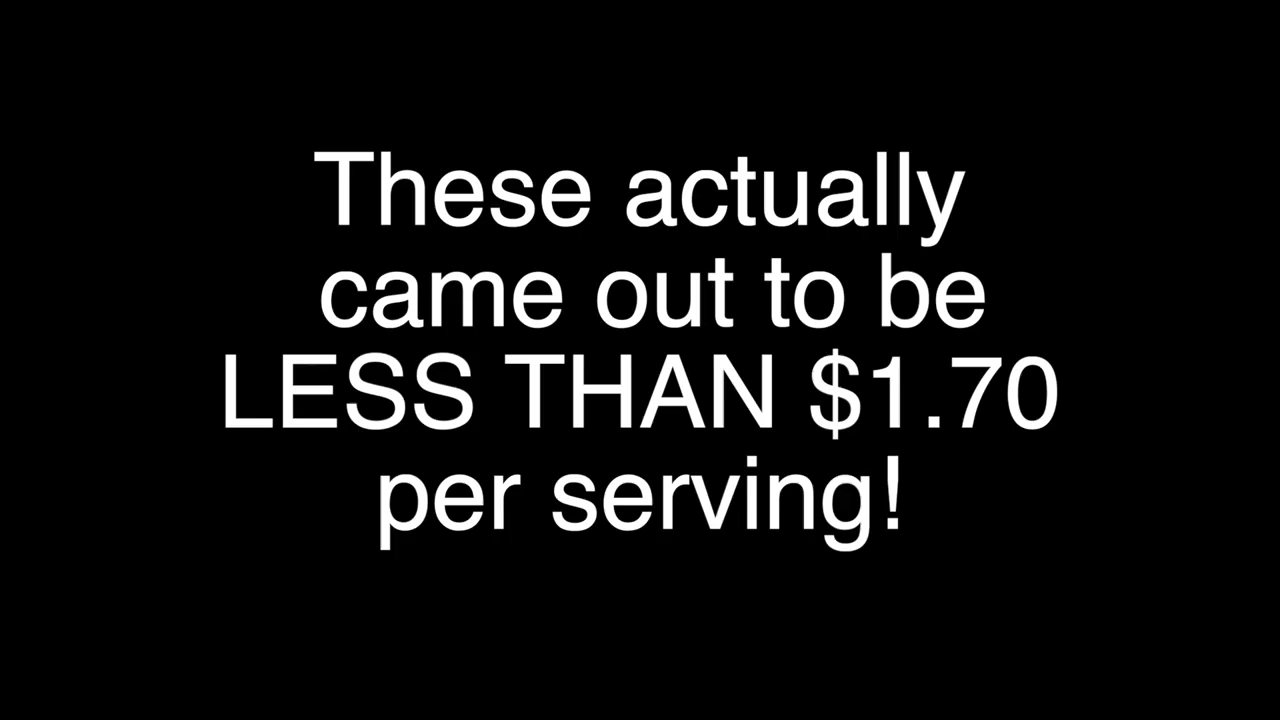 These actually
came out to be
LESS THAN $1.70
per serving!